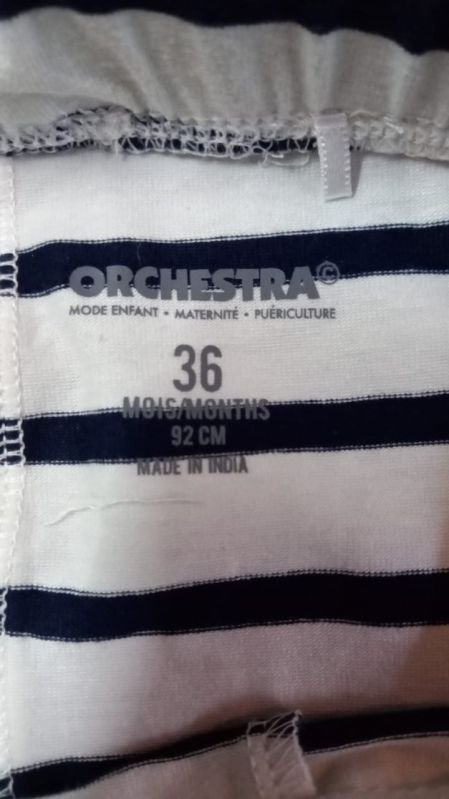 ORCHESTRA©
MODE ENFANT • MATERNITÉ • PUÉRICULTURE
36
MOIS/MONTHS
92 CM
MADE IN INDIA